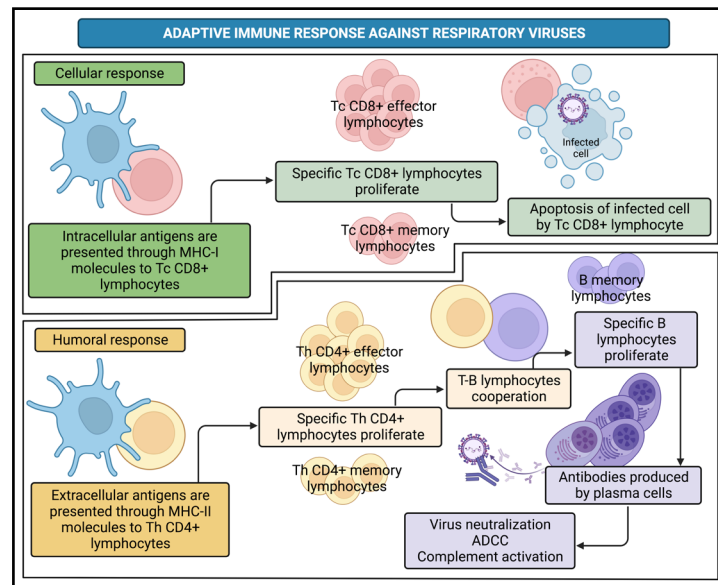 ADAPTIVE IMMUNE RESPONSE AGAINST RESPIRATORY VIRUSES
Cellular response
Tc CD8+ effector
lymphocytes
Infected
cell
Specific Tc CD8+ lymphocytes
proliferate
Intracellular antigens are
presented through MHC-I
molecules to Tc CD8+
lymphocytes
Tc CD8+ memory
lymphocytes
Apoptosis of infected cell
by Tc CD8+ lymphocyte
Humoral response
Th CD4+ effector
lymphocytes
B memory
lymphocytes
Specific B
lymphocytes
proliferate
T-B lymphocytes
cooperation
Specific Th CD4+
lymphocytes proliferate
Th CD4+ memory
lymphocytes
Extracellular antigens are
presented through MHC-II
molecules to Th CD4+
lymphocytes
Antibodies produced
by plasma cells
Virus neutralization
ADCC
Complement activation